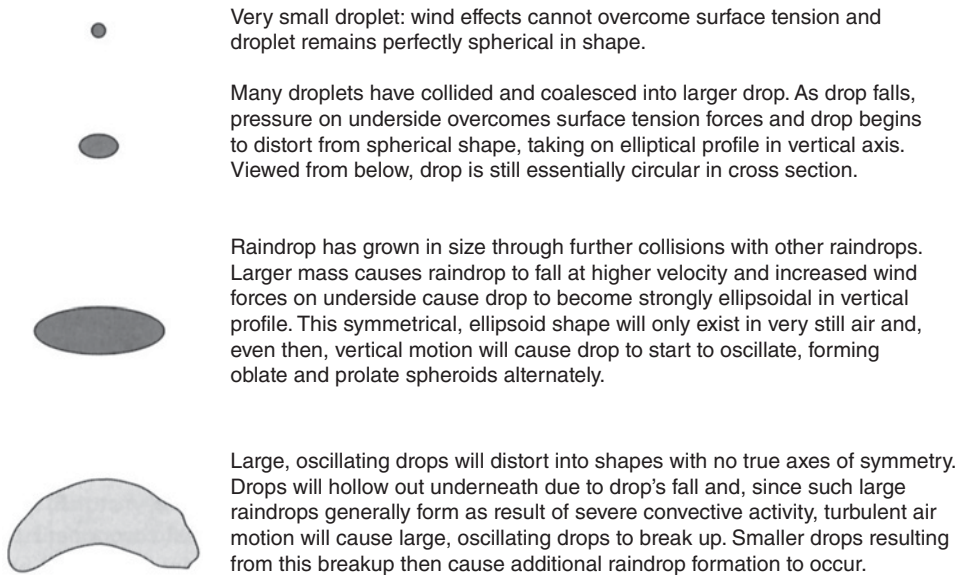 Very small droplet: wind effects cannot overcome surface tension and
droplet remains perfectly spherical in shape.
Many droplets have collided and coalesced into larger drop. As drop falls,
pressure on underside overcomes surface tension forces and drop begins
to distort from spherical shape, taking on elliptical profile in vertical axis.
Viewed from below, drop is still essentially circular in cross section.
Raindrop has grown in size through further collisions with other raindrops.
Larger mass causes raindrop to fall at higher velocity and increased wind
forces on underside cause drop to become strongly ellipsoidal in vertical
profile. This symmetrical, ellipsoid shape will only exist in very still air and,
even then, vertical motion will cause drop to start to oscillate, forming
oblate and prolate spheroids alternately.
Large, oscillating drops will distort into shapes with no true axes of symmetry.
Drops will hollow out underneath due to drop's fall and, since such large
raindrops generally form as result of severe convective activity, turbulent air
motion will cause large, oscillating drops to break up. Smaller drops resulting
from this breakup then cause additional raindrop formation to occur.